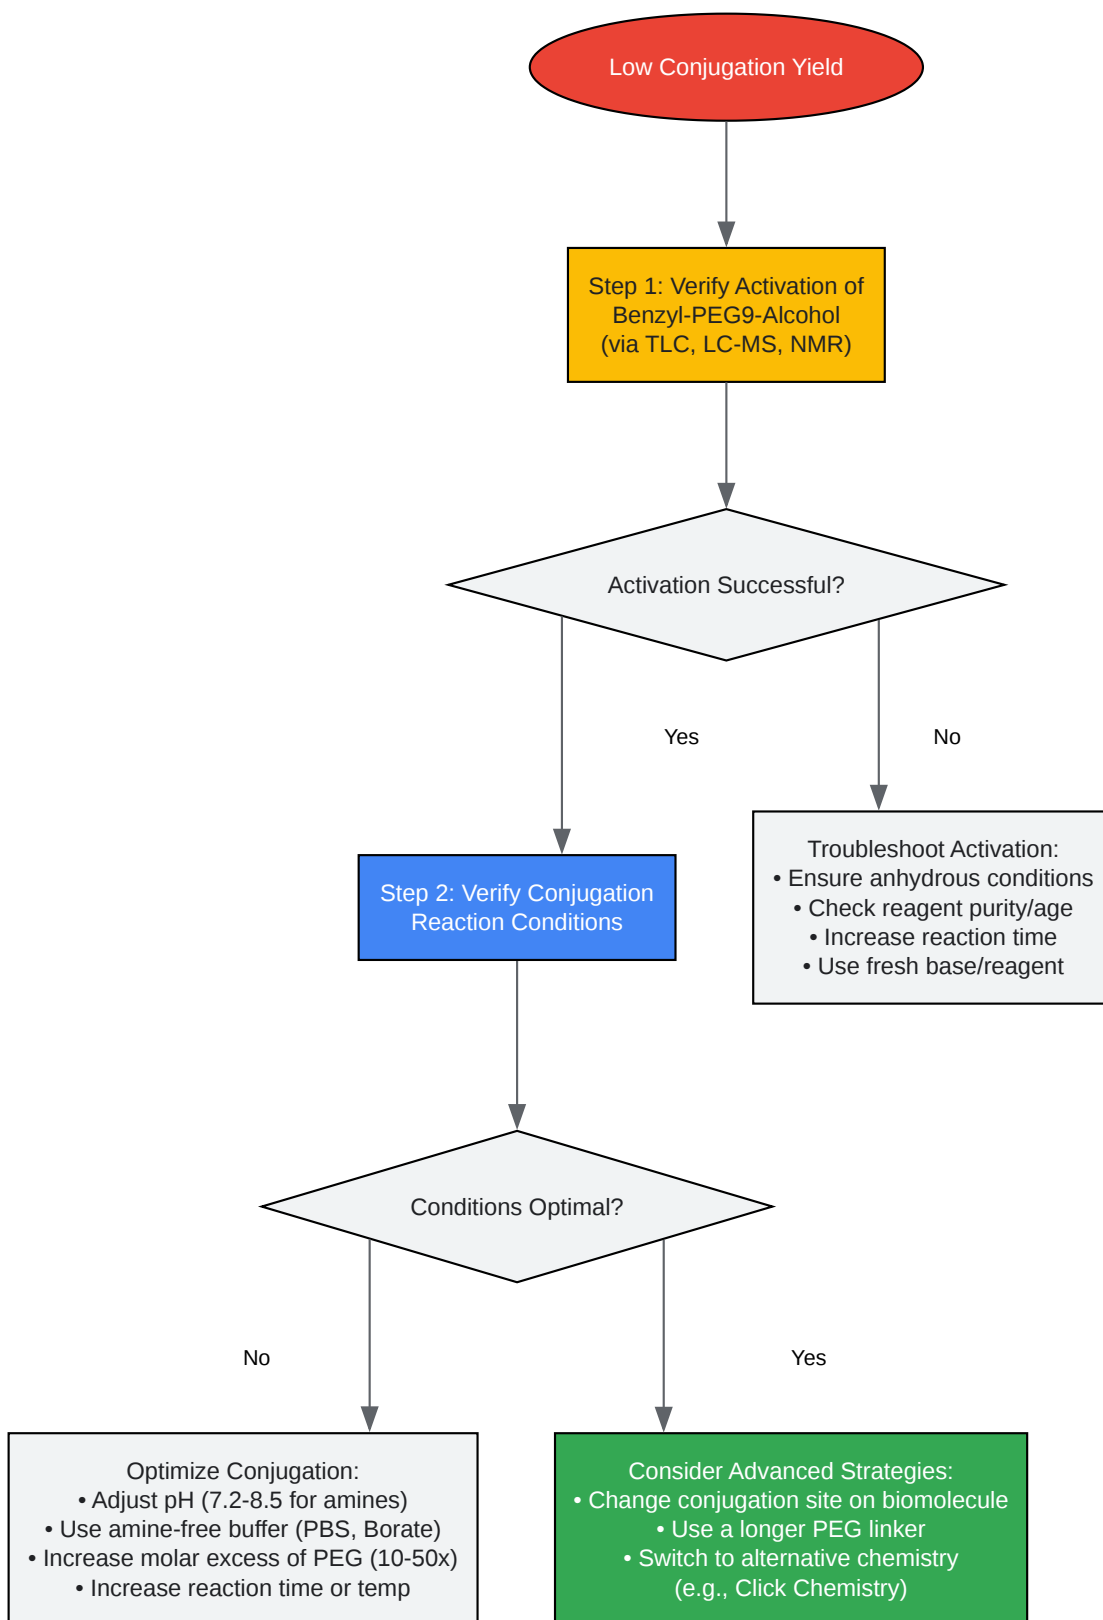 Low Conjugation Yield
Step 1: Verify Activation of
Benzyl-PEG9-Alcohol
(via TLC, LC-MS, NMR)
Activation Successful?
Yes
No
Troubleshoot Activation:
• Ensure anhydrous conditions
• Check reagent purity/age
• Increase reaction time
• Use fresh base/reagent
Step 2: Verify Conjugation
Reaction Conditions
Conditions Optimal?
No
Yes
Optimize Conjugation:
• Adjust pH (7.2-8.5 for amines)
• Use amine-free buffer (PBS, Borate)
• Increase molar excess of PEG (10-50x)
• Increase reaction time or temp
Consider Advanced Strategies:
• Change conjugation site on biomolecule
• Use a longer PEG linker
• Switch to alternative chemistry
(e.g., Click Chemistry)